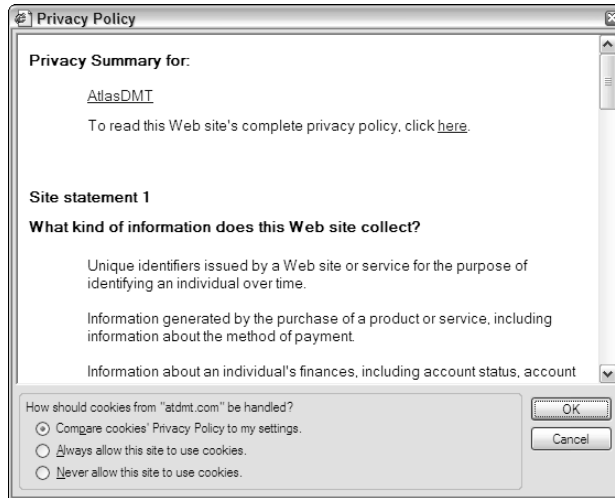 Privacy Policy
Privacy Summary for:
AtlasDMT
To read this Web site's complete privacy policy, click here.
Site statement 1
What kind of information does this Web site collect?
Unique identifiers issued by a Web site or service for the purpose of
identifying an individual over time.
Information generated by the purchase of a product or service, including
information about the method of payment.
Information about an individual's finances, including account status, account
How should cookies from "atdmt.com" be handled?
Compare cookies' Privacy Policy to my settings.
Always allow this site to use cookies.
Never allow this site to use cookies.
OK
Cancel